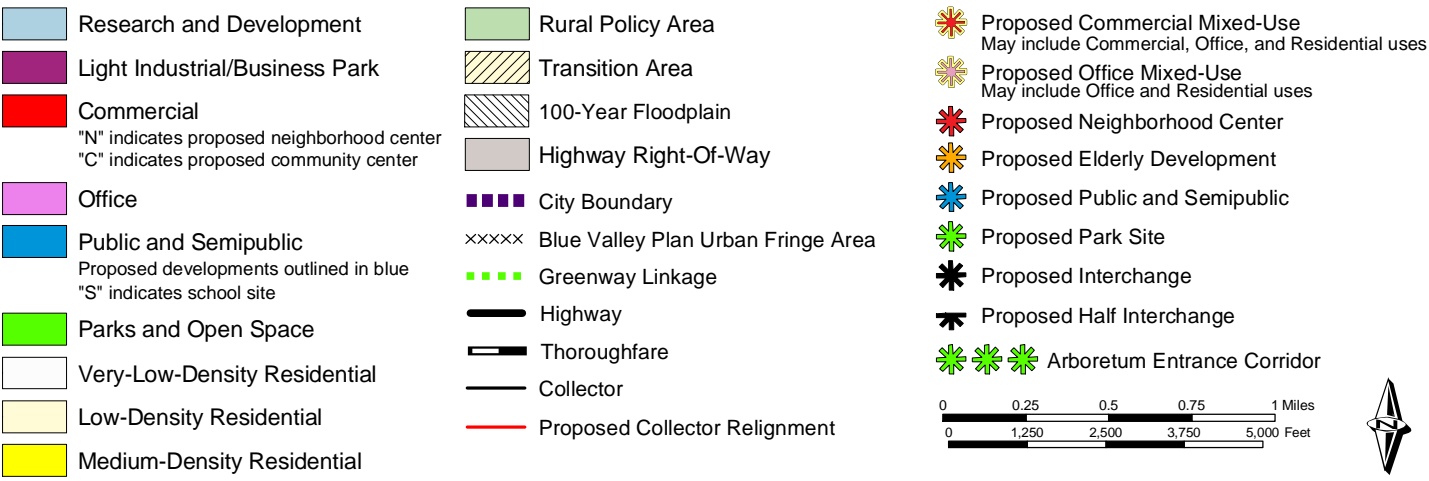 Research and Development
Light Industrial/Business Park
Commercial
"N" indicates proposed neighborhood center
"C" indicates proposed community center
Office
Public and Semipublic
Proposed developments outlined in blue
"S" indicates school site
Parks and Open Space
Very-Low-Density Residential
Low-Density Residential
Medium-Density Residential
Rural Policy Area
Transition Area
100-Year Floodplain
Highway Right-Of-Way
City Boundary
Blue Valley Plan Urban Fringe Area
Greenway Linkage
Highway
Thoroughfare
Collector
Proposed Collector Relignment
Proposed Commercial Mixed-Use
May include Commercial, Office, and Residential uses
Proposed Office Mixed-Use
May include Office and Residential uses
Proposed Neighborhood Center
Proposed Elderly Development
Proposed Public and Semipublic
Proposed Park Site
Proposed Interchange
Proposed Half Interchange
Arboretum Entrance Corridor
0 0.25 0.5 0.75 1 Miles
0 1,250 2,500 3,750 5,000 Feet
N